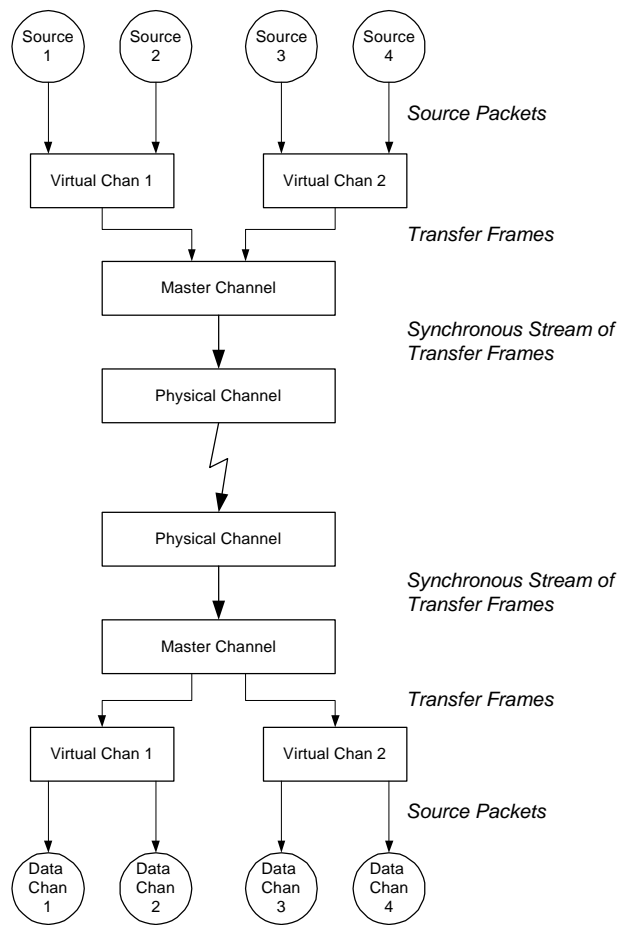 Source
1
Source
2
Source
3
Source
4
Source Packets
Virtual Chan 1
Virtual Chan 2
Transfer Frames
Master Channel
Synchronous Stream of
Transfer Frames
Physical Channel
Physical Channel
Synchronous Stream of
Transfer Frames
Master Channel
Transfer Frames
Virtual Chan 1
Virtual Chan 2
Source Packets
Data
Chan
1
Data
Chan
2
Data
Chan
3
Data
Chan
4